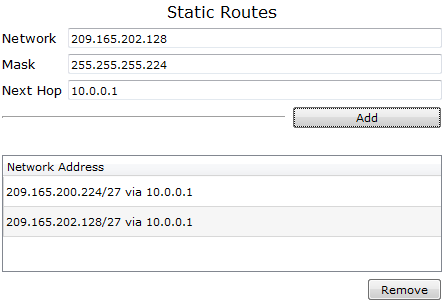 Static Routes
Network 209.165.202.128
Mask 255.255.255.224
Next Hop 10.0.0.1
Add
Network Address
209.165.200.224/27 via 10.0.0.1
209.165.202.128/27 via 10.0.0.1
Remove